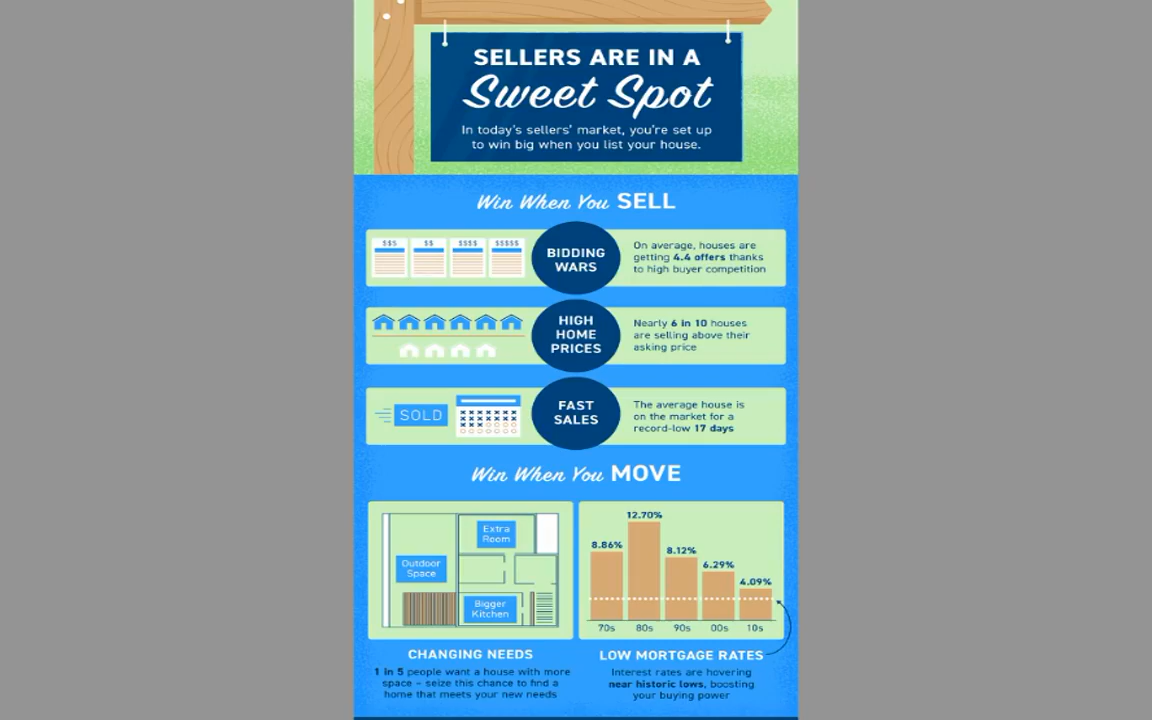 SELLERS ARE IN A
Sweet Spot
In today's sellers' market, you're set up
to win big when you list your house.
Win When You SELL
$$$ $$ $$$$ $$$$$
BIDDING
WARS
On average, houses are
getting 4.4 offers thanks
to high buyer competition
HIGH
HOME
PRICES
Nearly 6 in 10 houses
are selling above their
asking price
SOLD
FAST
SALES
The average house is
on the market for a
record-low 17 days
Win When You MOVE
Extra
Room
Outdoor
Space
Bigger
Kitchen
12.70%
8.86%
8.12%
6.29%
4.09%
70s 80s 90s 00s 10s
CHANGING NEEDS
1 in 5 people want a house with more
space – seize this chance to find a
home that meets your new needs
LOW MORTGAGE RATES
Interest rates are hovering
near historic lows, boosting
your buying power